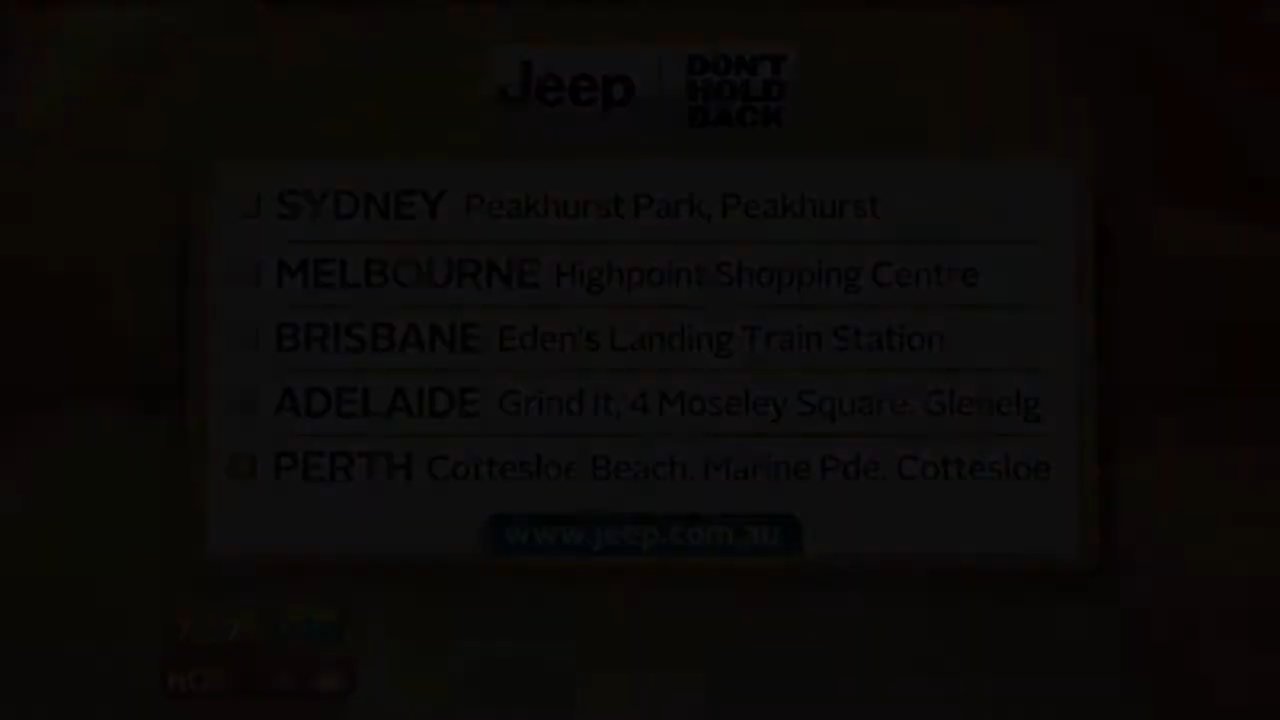 Jeep
DON'T
HOLD
BACK
SYDNEY Peakhurst Park, Peakhurst
MELBOURNE Highpoint Shopping Centre
BRISBANE Eden's Landing Train Station
ADELAIDE Grind it, 4 Moseley Square, Glenelg
PERTH Cottesloe Beach, Marine Pde, Cottesloe
www.jeep.com.au